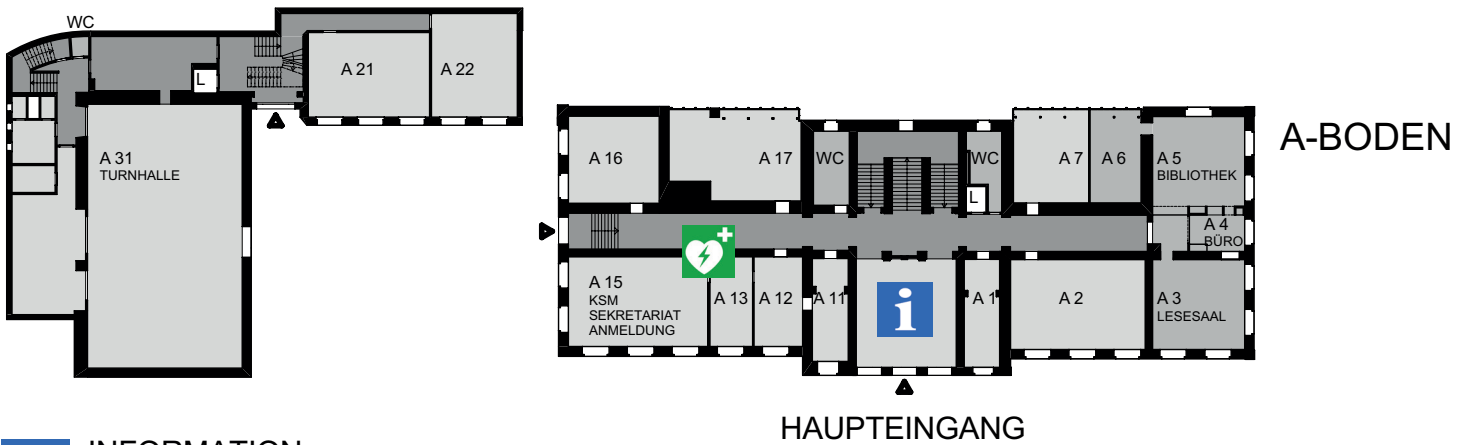 WC
A 21
A 22
L
A 31
TURNHALLE
A-BODEN
A 16
A 17
WC
WC
L
A 7
A 6
A 5
BIBLIOTHEK
A 4
BÜRO
A 15
KSM
SEKRETARIAT
ANMELDUNG
A 13
A 12
A 11
i
A 1
A 2
A 3
LESESAAL
HAUPTEINGANG
INFORMATION